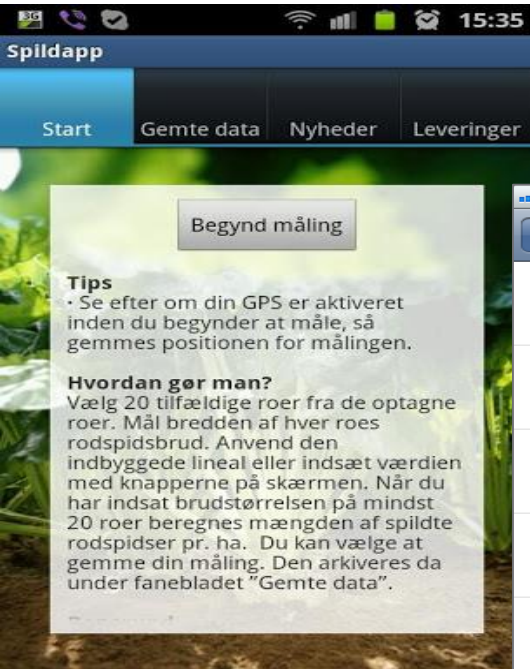 3G
15:35
Spildapp
Start Gemte data Nyheder Leveringer
Begynd måling
Tips
· Se efter om din GPS er aktiveret
inden du begynder at måle, så
gemmes positionen for målingen.
Hvordan gør man?
Vælg 20 tilfældige roer fra de optagne
roer. Mål bredden af hver roes
rodspidsbrud. Anvend den
indbyggede lineal eller indsæt værdien
med knapperne på skærmen. Når du
har indsat brudstørrelsen på mindst
20 roer beregnes mængden af spildte
rodspidser pr. ha. Du kan vælge at
gemme din måling. Den arkiveres da
under fanebladet ”Gemte data”.